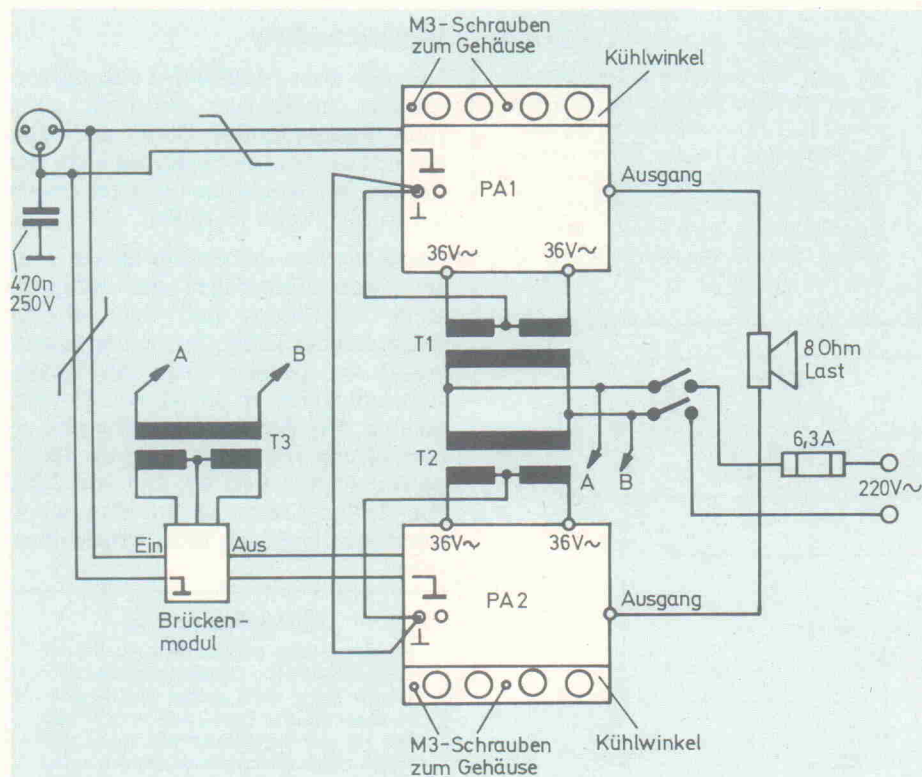 M3-Schrauben
zum Gehäuse
Kühlwinkel
PA1
Ausgang
36V~
36V~
470n
250V
A
B
T1
8 Ohm
Last
T3
T2
A
B
6,3A
220V~
Ein
Aus
36V~
36V~
Brücken-
modul
PA2
Ausgang
M3-Schrauben
zum Gehäuse
Kühlwinkel